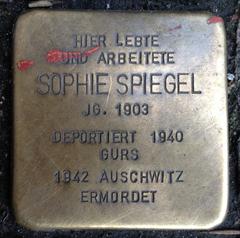 HIER LEBTE
UND ARBEITETE
SOPHIE SPIEGEL
JG. 1903
DEPORTIERT 1940
GURS
1942 AUSCHWITZ
ERMORDET